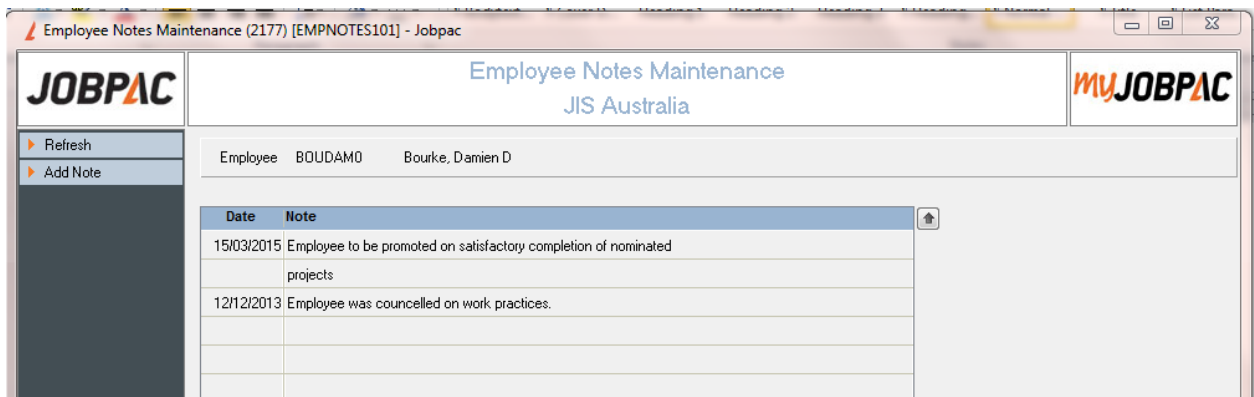 Employee Notes Maintenance (2177) [EMPNOTES101] - Jobpac
JOBPAC
Employee Notes Maintenance
JIS Australia
myJOBPAC
Refresh
Add Note
Employee BOUDAM0 Bourke, Damien D
Date Note
15/03/2015 Employee to be promoted on satisfactory completion of nominated
projects
12/12/2013 Employee was councelled on work practices.